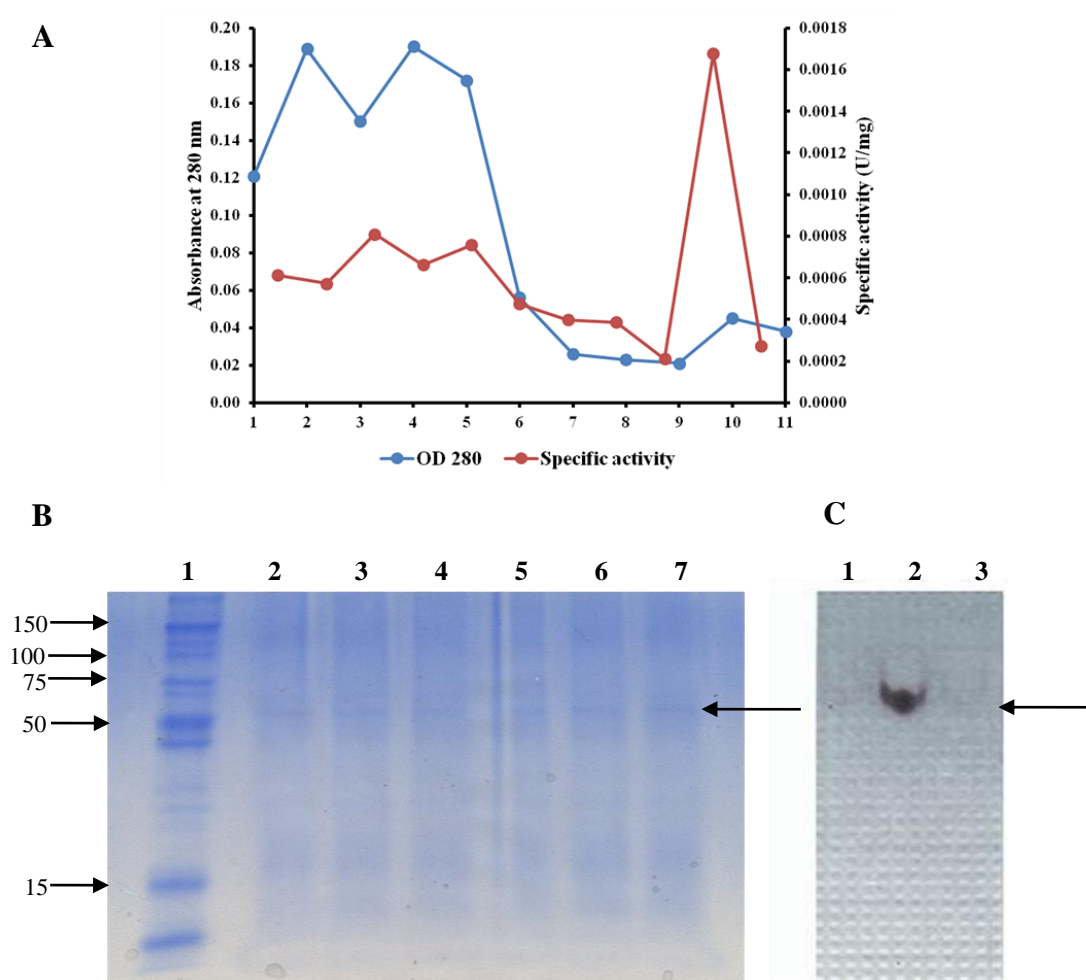 A
Absorbance at 280 nm
0.20
0.18
0.16
0.14
0.12
0.10
0.08
0.06
0.04
0.02
0.00
1 2 3 4 5 6 7 8 9 10 11
0.0018
0.0016
0.0014
0.0012
0.0010
0.0008
0.0006
0.0004
0.0002
0.0000
Specific activity (U/mg)
OD 280 Specific activity
B
1 2 3 4 5 6 7
150
100
75
50
15
C
1 2 3